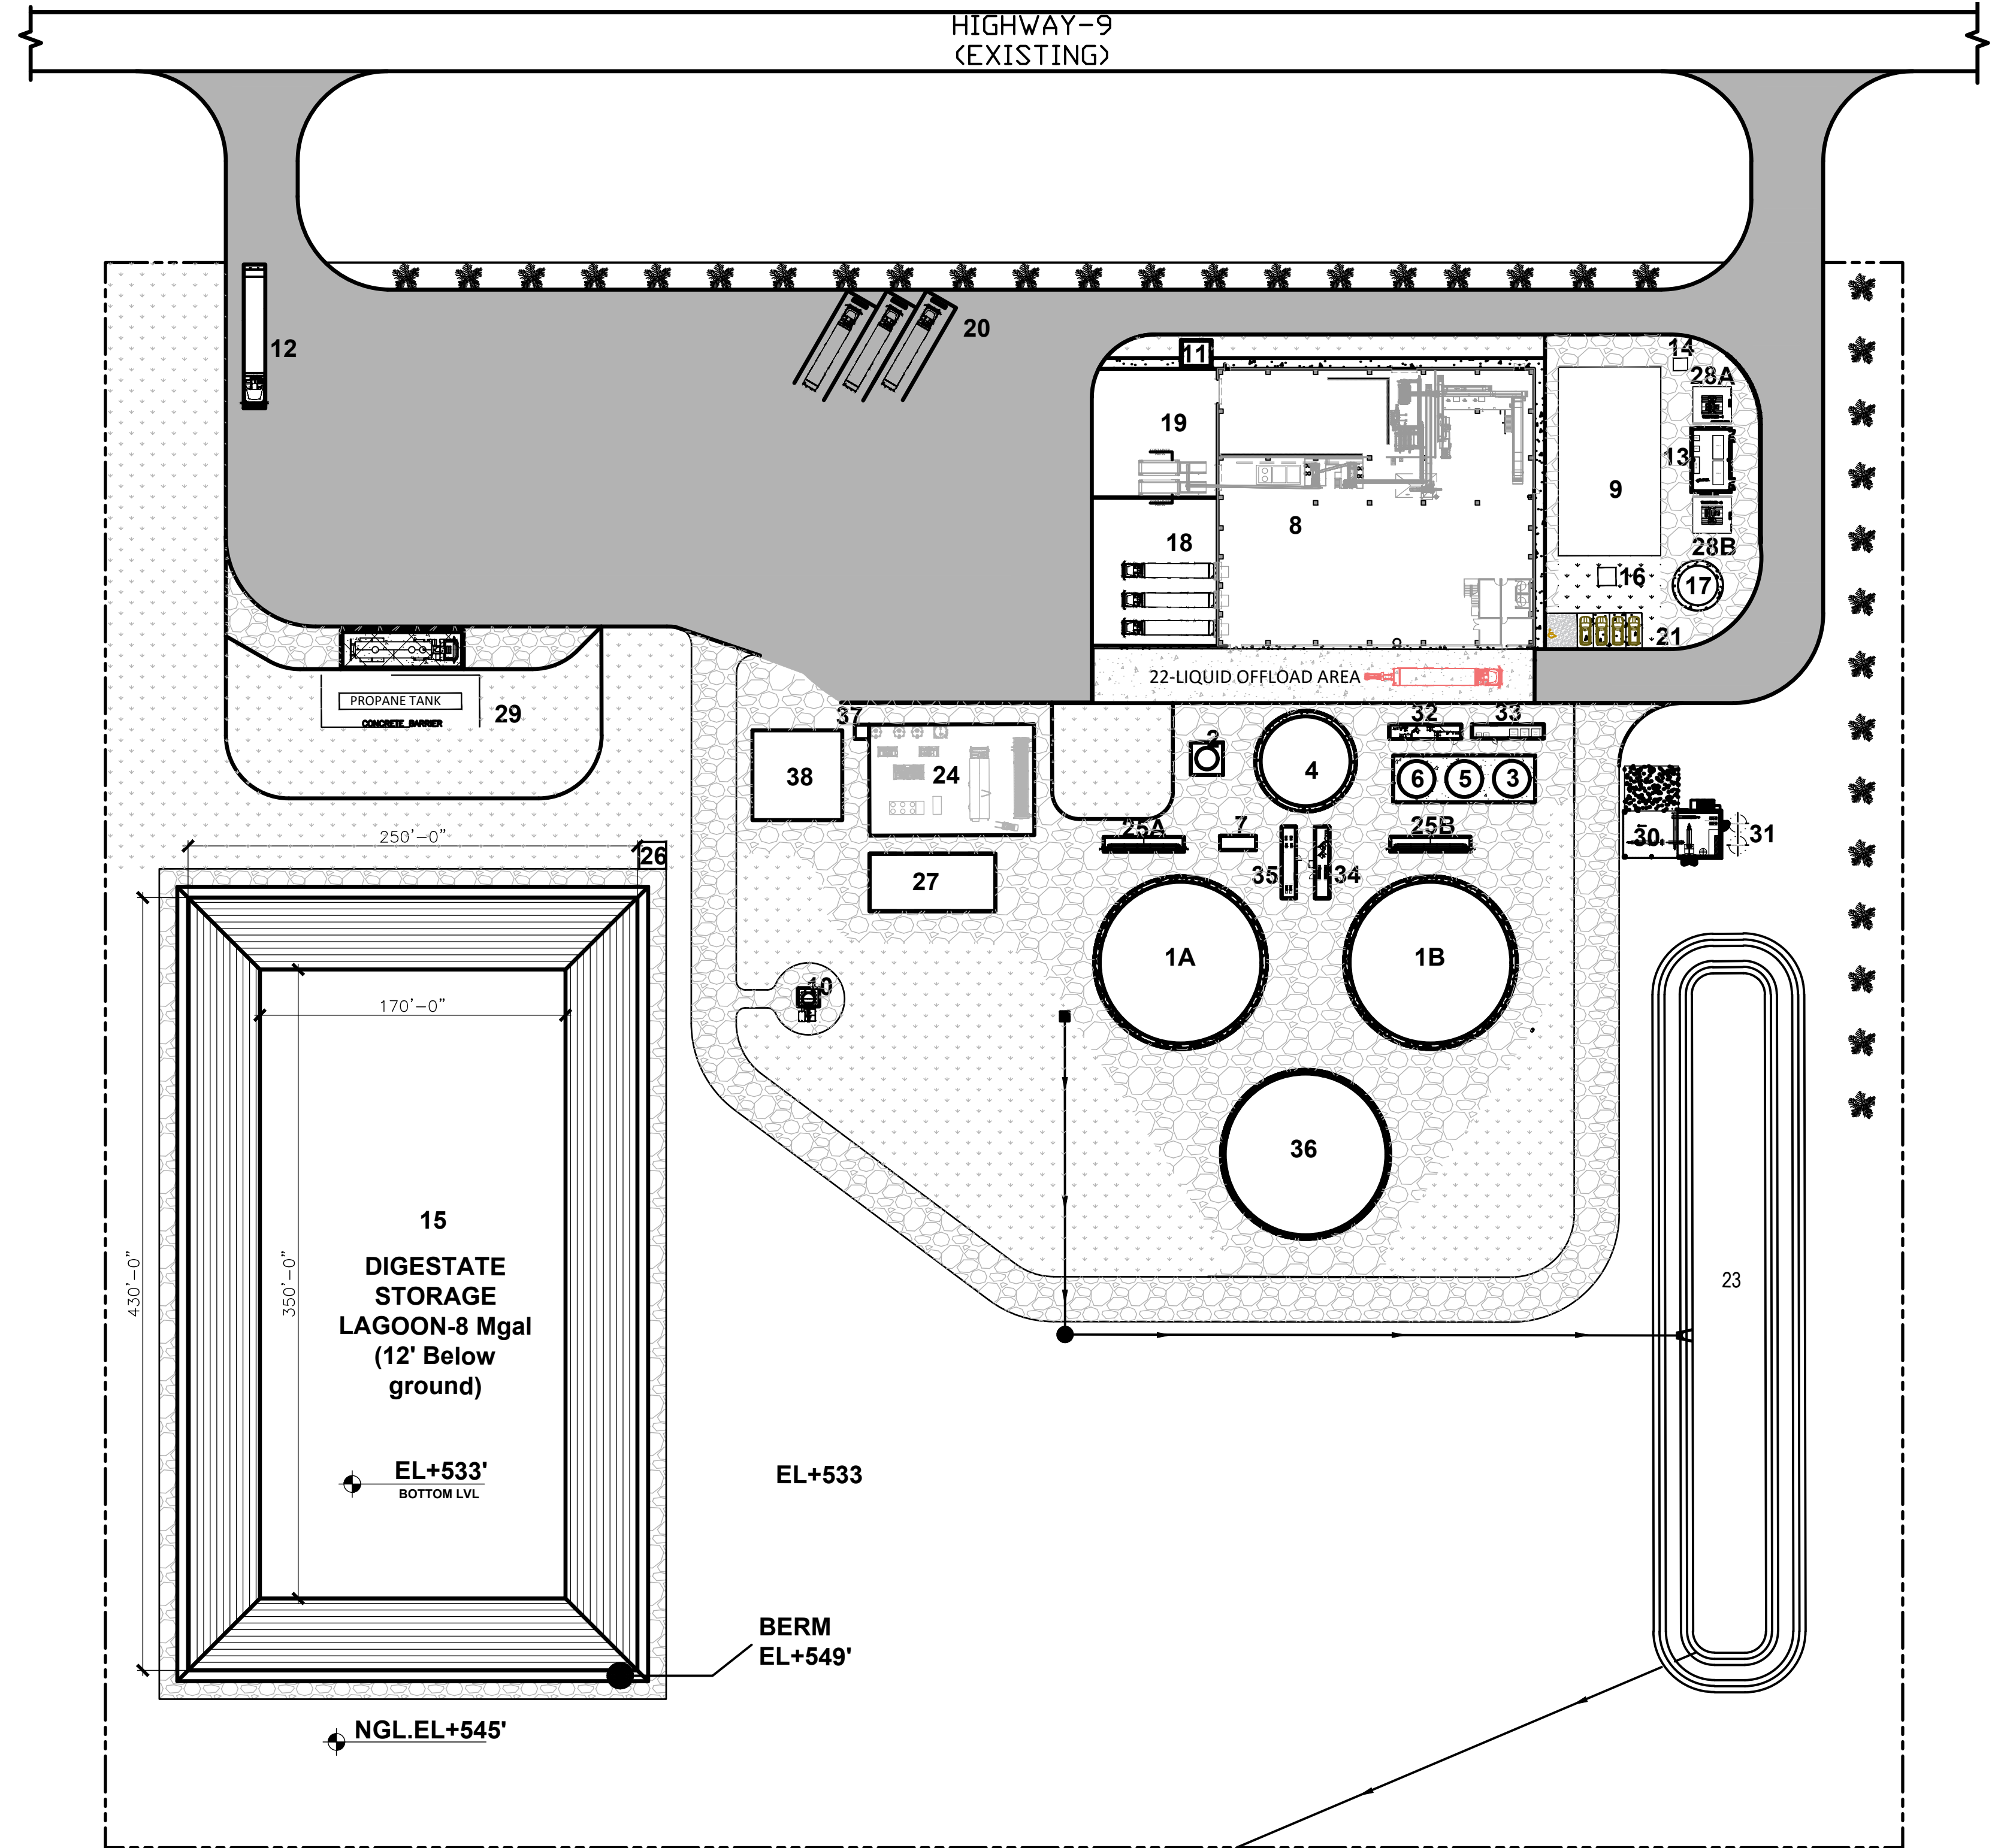 HIGHWAY-9
(EXISTING)
12
20
11
14
28A
19
13
9
8
18
28B
16
17
21
22-LIQUID OFFLOAD AREA
PROPANE TANK
CONCRETE BARRIER
29
37
38
24
2
4
32
33
6
5
3
25A
7
25B
30
31
250'-0"
26
27
35
34
1A
1B
10
170'-0"
36
430'-0"
350'-0"
15
DIGESTATE
STORAGE
LAGOON-8 Mgal
(12' Below
ground)
23
EL+533'
BOTTOM LVL
EL+533
BERM
EL+549'
NGL.EL+545'